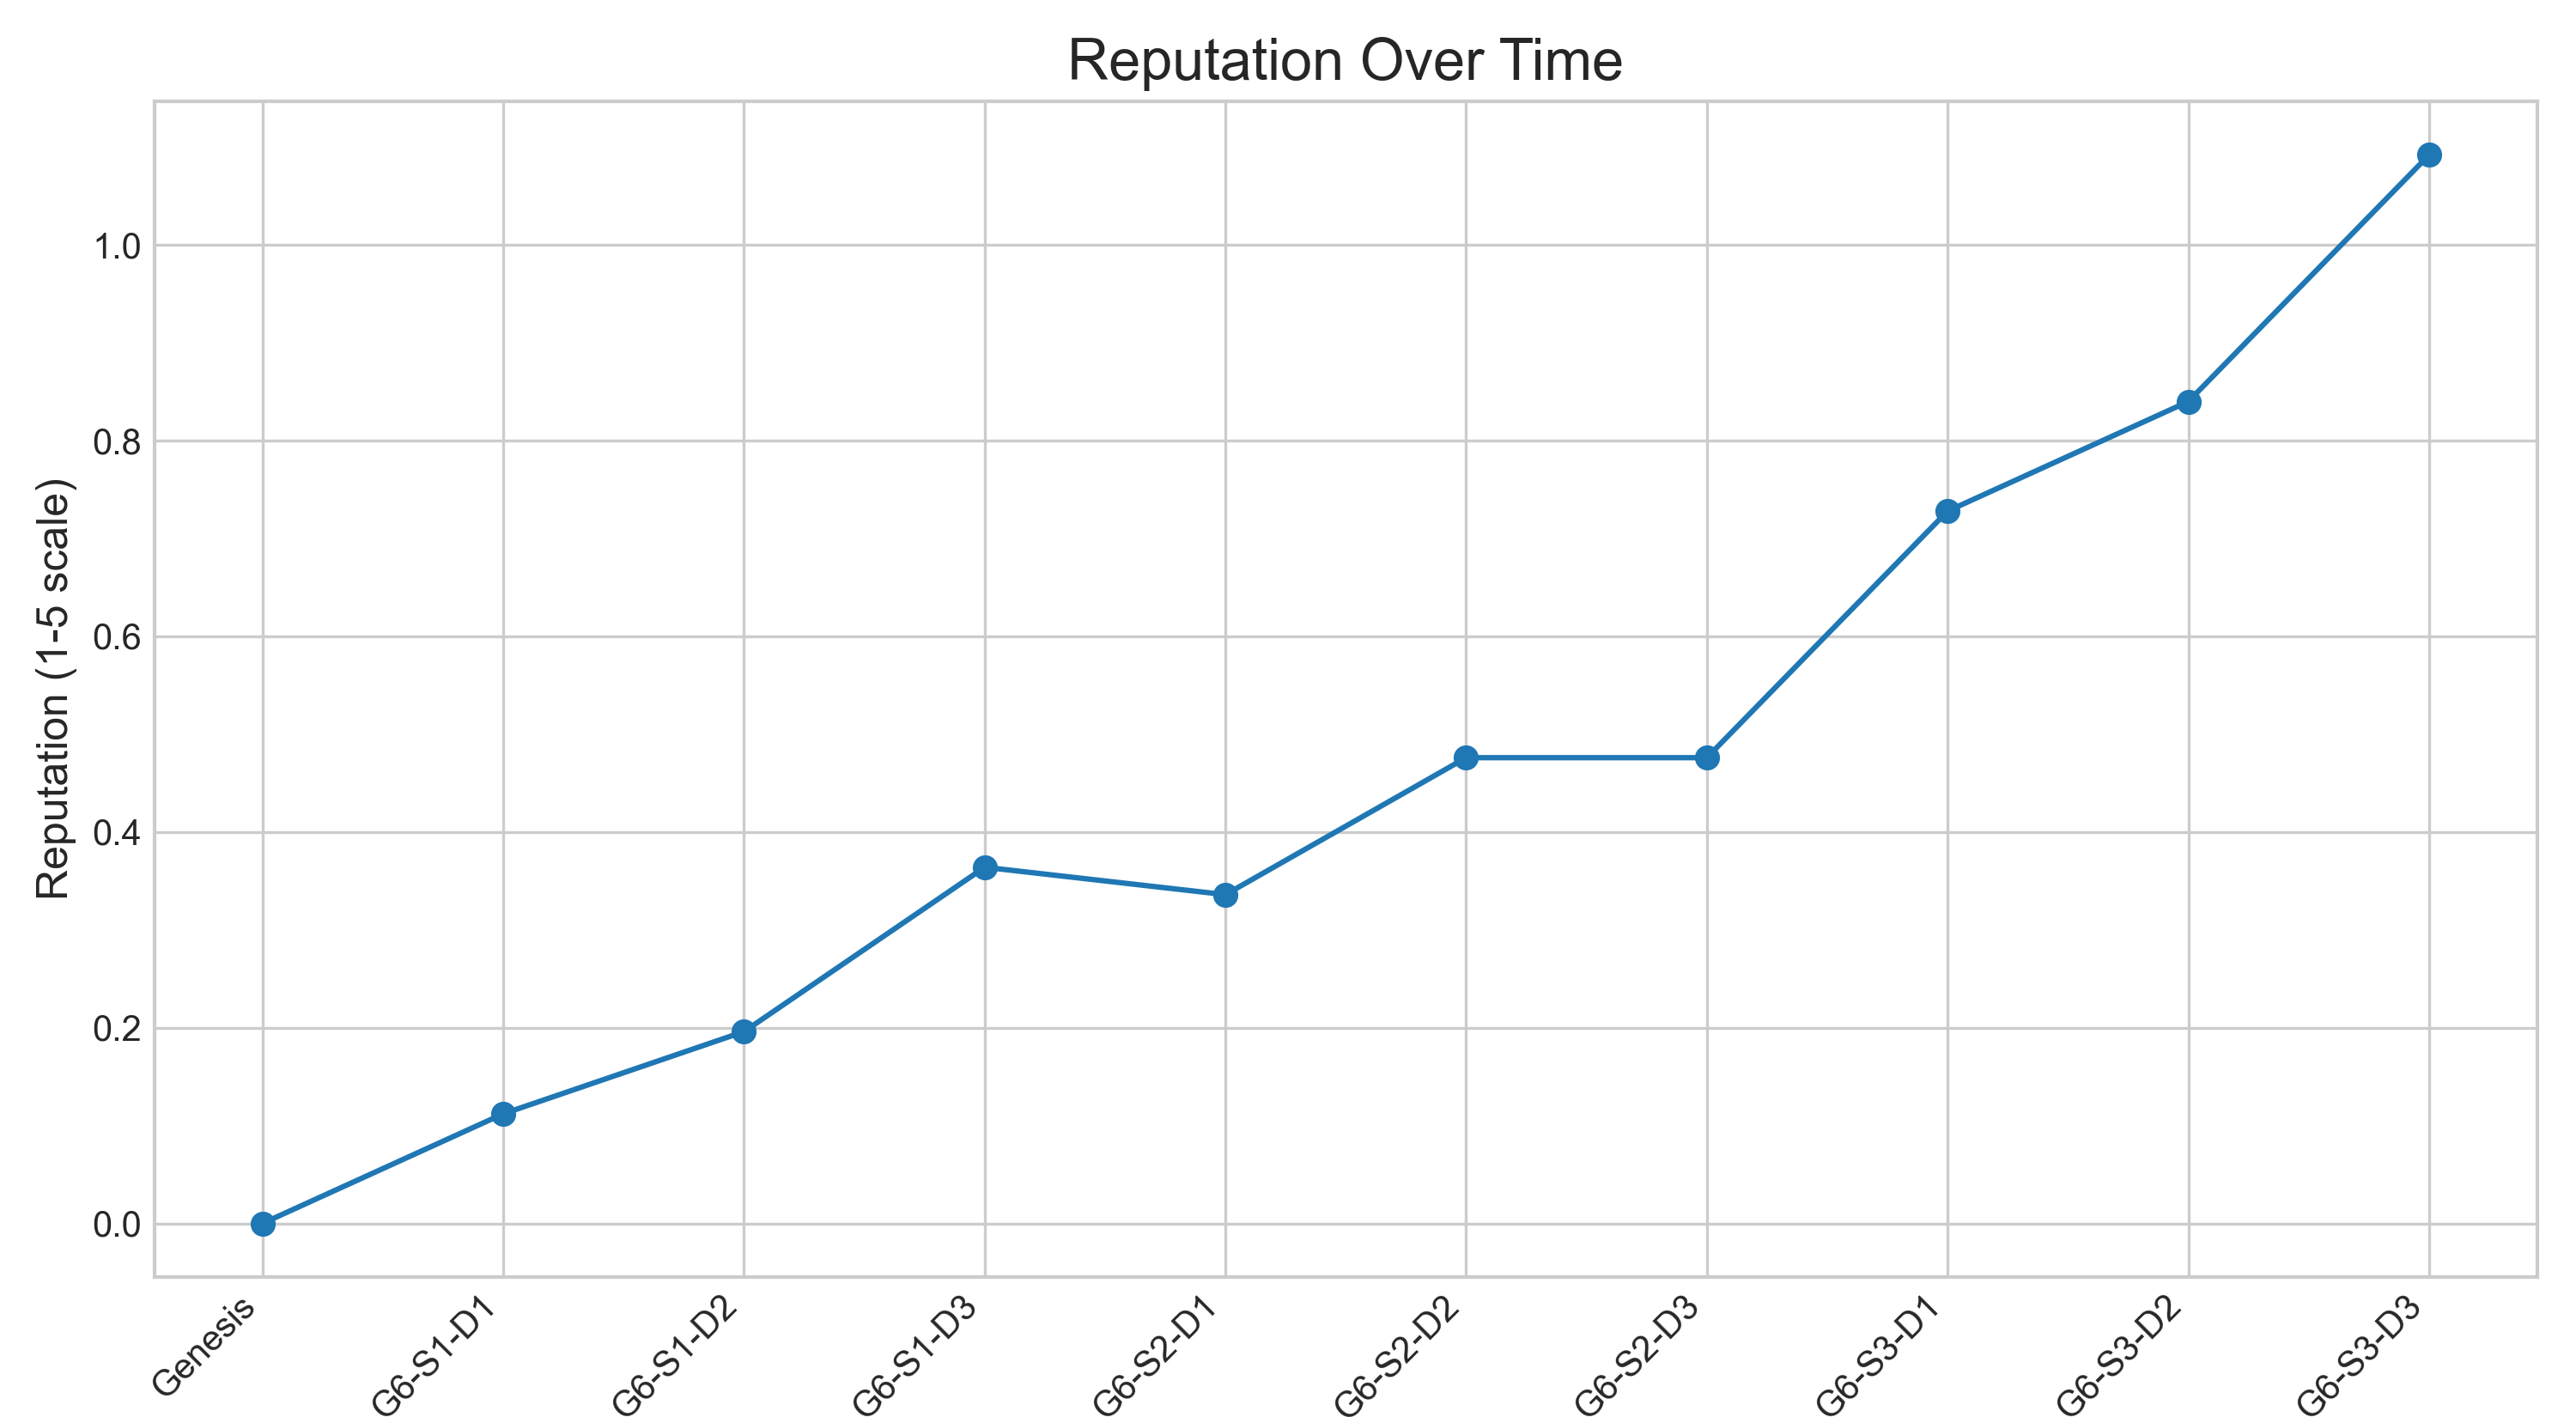 Reputation Over Time
Reputation (1-5 scale)
1.0
0.8
0.6
0.4
0.2
0.0
Genesis
G6-S1-D1
G6-S1-D2
G6-S1-D3
G6-S2-D1
G6-S2-D2
G6-S2-D3
G6-S3-D1
G6-S3-D2
G6-S3-D3